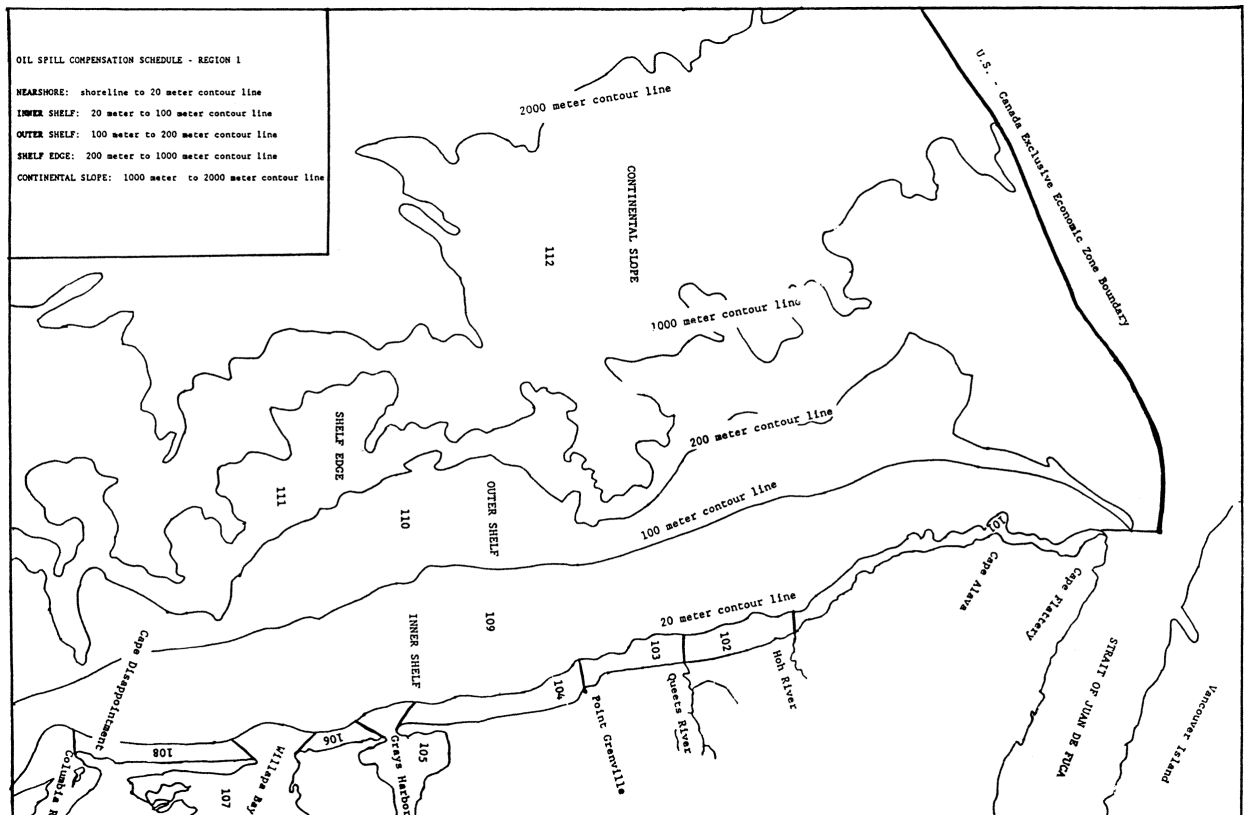 OIL SPILL COMPENSATION SCHEDULE - REGION 1
NEARSHORE: shoreline to 20 meter contour line
INNER SHELF: 20 meter to 100 meter contour line
OUTER SHELF: 100 meter to 200 meter contour line
SHELF EDGE: 200 meter to 1000 meter contour line
CONTINENTAL SLOPE: 1000 meter to 2000 meter contour line
2000 meter contour line
U.S. - Canada Exclusive Economic Zone Boundary
CONTINENTAL SLOPE
112
1000 meter contour line
200 meter contour line
SHELF EDGE
111
110
OUTER SHELF
100 meter contour line
101
Cape Alava
Cape Flattery
20 meter contour line
109
INNER SHELF
102
103
104
Hoh River
Queets River
Point Grenville
STRAIT OF JUAN DE FUCA
Vancouver Island
Cape Disappointment
105
106
Grays Harbor
Willapa Bay
107
108
Columbia R